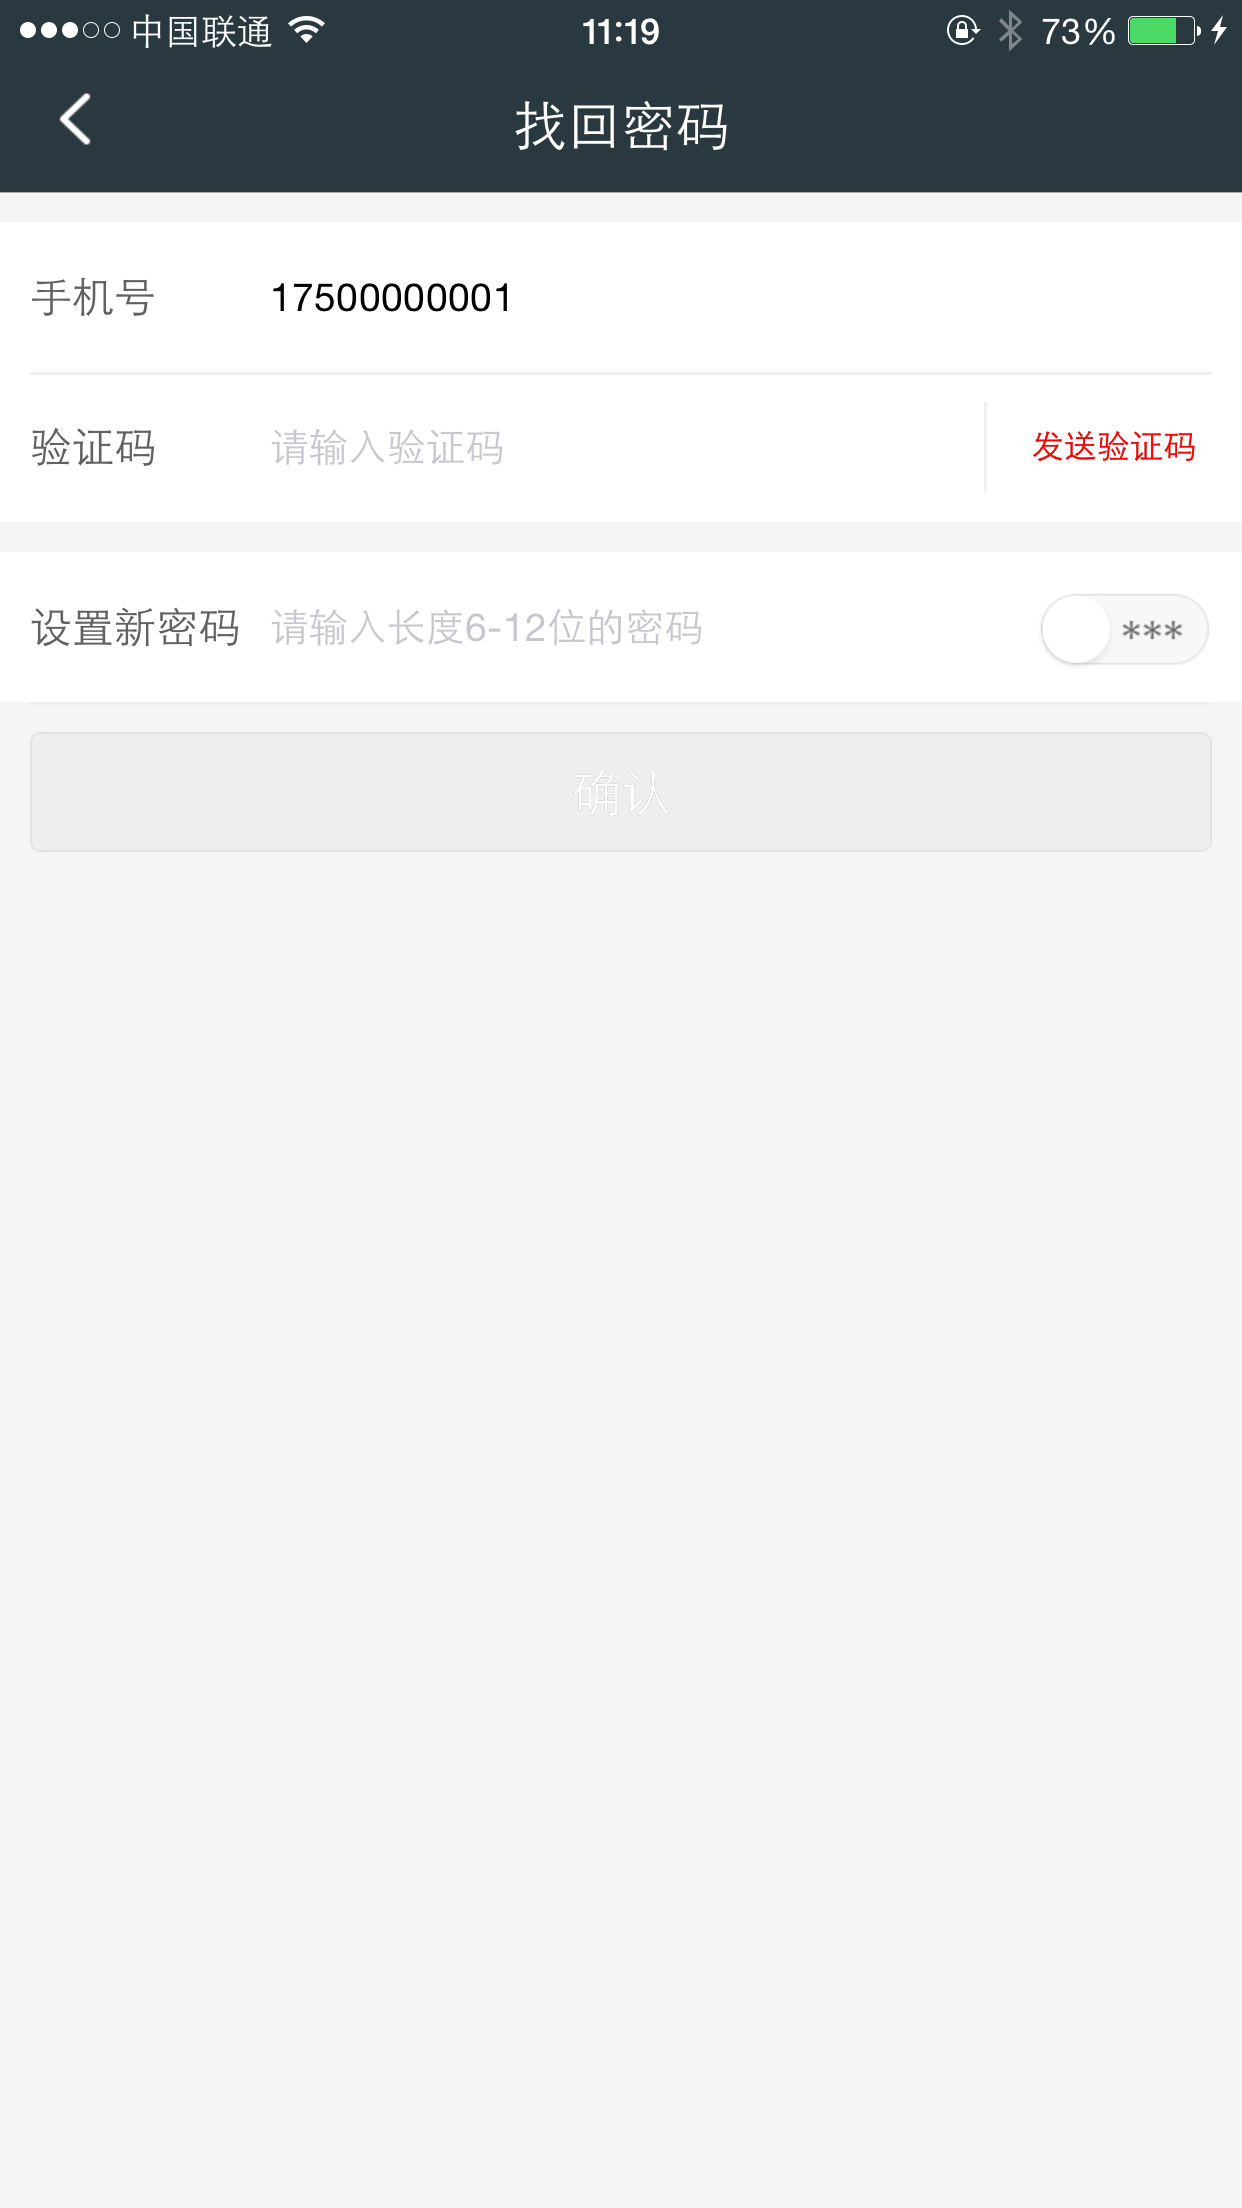 中国联通 11:19 73%
找回密码
手机号 17500000001
验证码 请输入验证码 发送验证码
设置新密码 请输入长度6-12位的密码 ***
确认